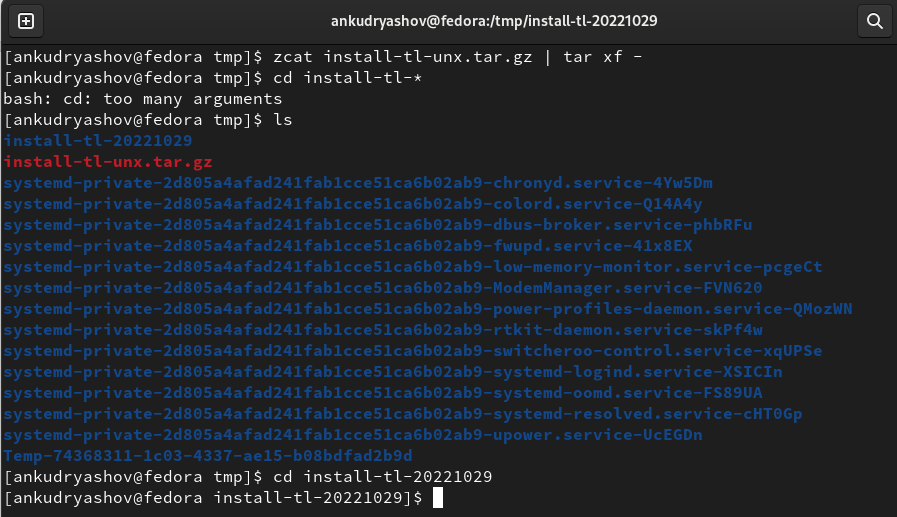 ankudryashov@fedora:/tmp/install-tl-20221029
[ankudryashov@fedora tmp]$ zcat install-tl-unx.tar.gz | tar xf -
[ankudryashov@fedora tmp]$ cd install-tl-*
bash: cd: too many arguments
[ankudryashov@fedora tmp]$ ls
install-tl-20221029
install-tl-unx.tar.gz
systemd-private-2d805a4afad241fab1cce51ca6b02ab9-chronyd.service-4Yw5Dm
systemd-private-2d805a4afad241fab1cce51ca6b02ab9-colord.service-Q14A4y
systemd-private-2d805a4afad241fab1cce51ca6b02ab9-dbus-broker.service-phbRFu
systemd-private-2d805a4afad241fab1cce51ca6b02ab9-fwupd.service-41x8EX
systemd-private-2d805a4afad241fab1cce51ca6b02ab9-low-memory-monitor.service-pcgeCt
systemd-private-2d805a4afad241fab1cce51ca6b02ab9-ModemManager.service-FVN620
systemd-private-2d805a4afad241fab1cce51ca6b02ab9-power-profiles-daemon.service-QMozWN
systemd-private-2d805a4afad241fab1cce51ca6b02ab9-rtkit-daemon.service-skPf4w
systemd-private-2d805a4afad241fab1cce51ca6b02ab9-switcheroo-control.service-xqUPSe
systemd-private-2d805a4afad241fab1cce51ca6b02ab9-systemd-logind.service-XSICIn
systemd-private-2d805a4afad241fab1cce51ca6b02ab9-systemd-oomd.service-FS89UA
systemd-private-2d805a4afad241fab1cce51ca6b02ab9-systemd-resolved.service-cHT0Gp
systemd-private-2d805a4afad241fab1cce51ca6b02ab9-upower.service-UcEGDn
Temp-74368311-1c03-4337-ae15-b08bdfad2b9d
[ankudryashov@fedora tmp]$ cd install-tl-20221029
[ankudryashov@fedora install-tl-20221029]$